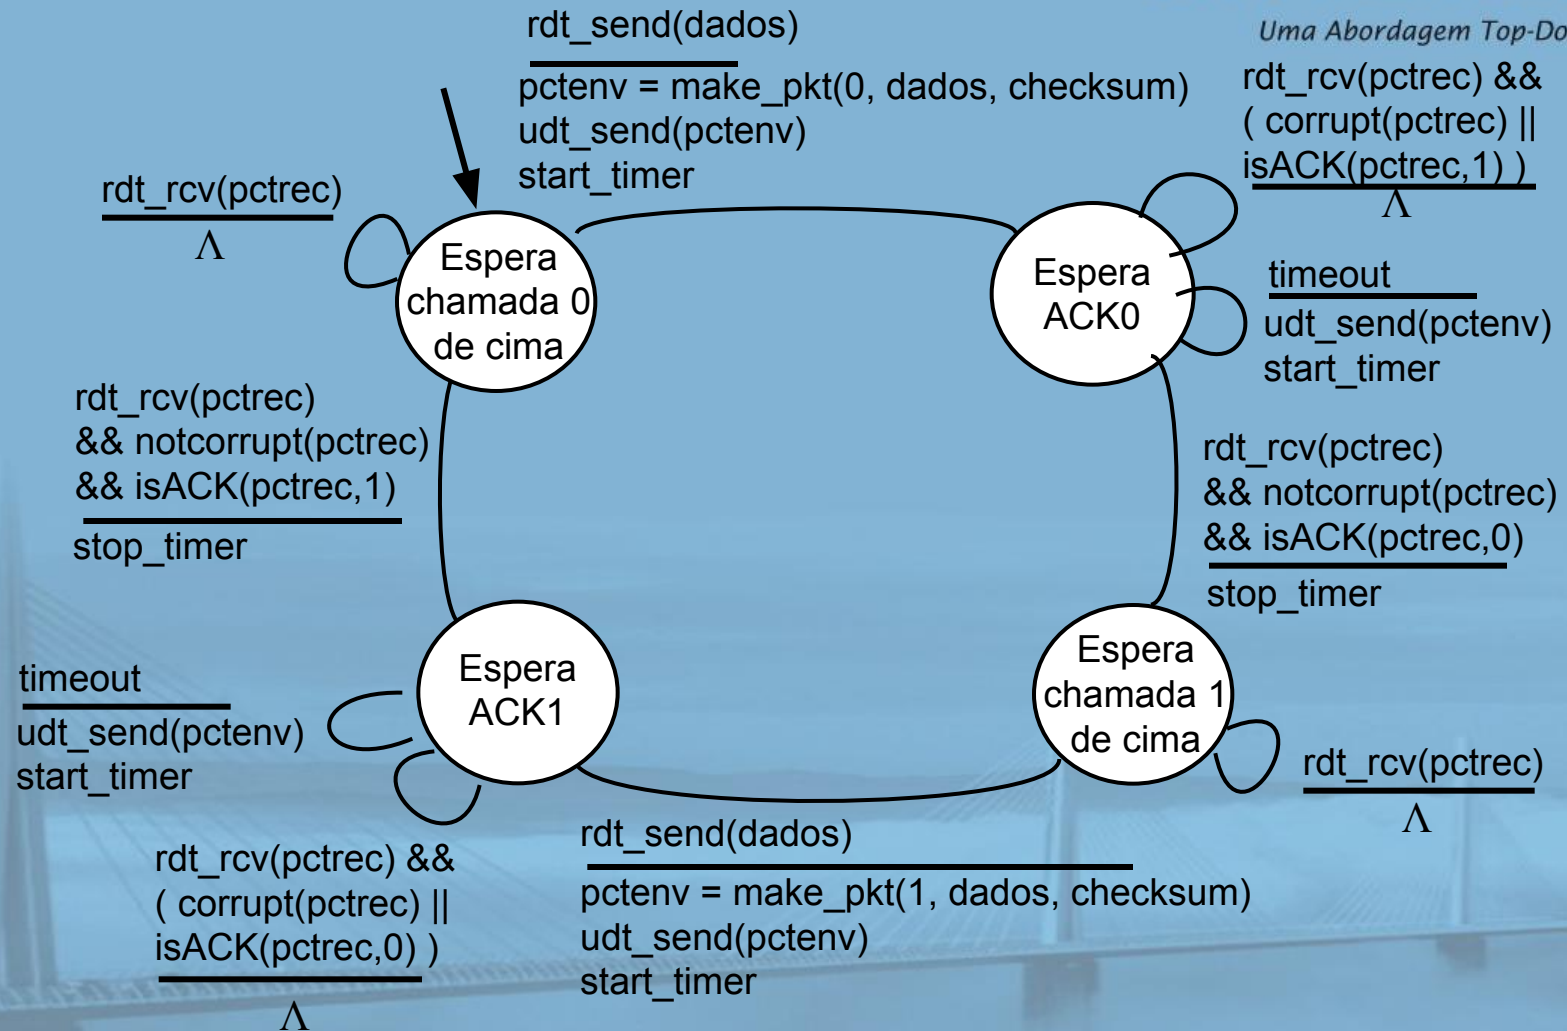 Uma Abordagem Top-Do
rdt_send(dados)
pctenv = make_pkt(0, dados, checksum)
udt_send(pctenv)
start_timer
rdt_rcv(pctrec) &&
( corrupt(pctrec) ||
isACK(pctrec,1) )
Λ
rdt_rcv(pctrec)
Λ
Espera
chamada 0
de cima
Espera
ACK0
timeout
udt_send(pctenv)
start_timer
rdt_rcv(pctrec)
&& notcorrupt(pctrec)
&& isACK(pctrec,1)
stop_timer
rdt_rcv(pctrec)
&& notcorrupt(pctrec)
&& isACK(pctrec,0)
stop_timer
timeout
udt_send(pctenv)
start_timer
Espera
ACK1
Espera
chamada 1
de cima
rdt_rcv(pctrec)
Λ
rdt_rcv(pctrec) &&
( corrupt(pctrec) ||
isACK(pctrec,0) )
Λ
rdt_send(dados)
pctenv = make_pkt(1, dados, checksum)
udt_send(pctenv)
start_timer